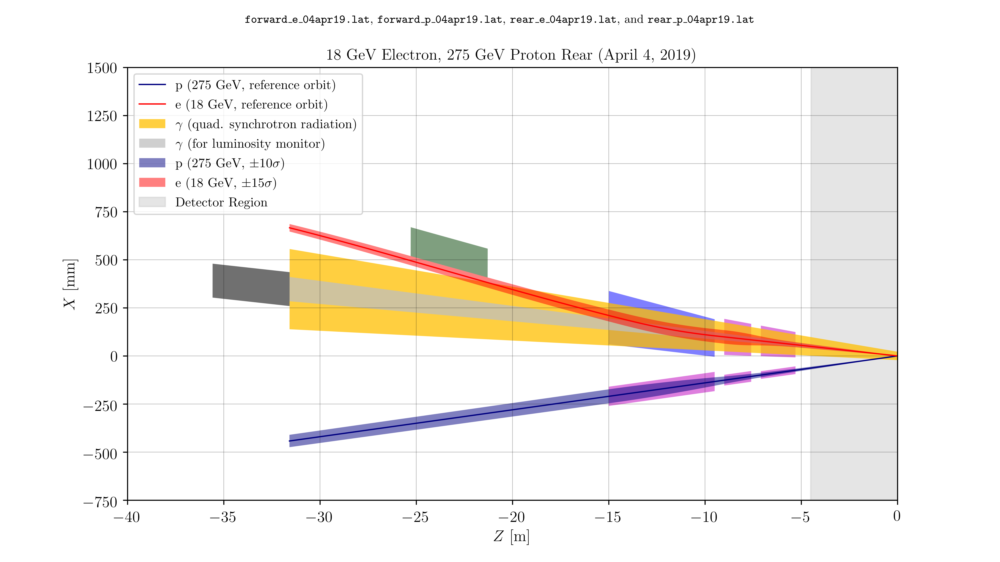 forward_e_04apr19.lat, forward_p_04apr19.lat, rear_e_04apr19.lat, and rear_p_04apr19.lat
18 GeV Electron, 275 GeV Proton Rear (April 4, 2019)
p (275 GeV, reference orbit)
e (18 GeV, reference orbit)
γ (quad. synchrotron radiation)
γ (for luminosity monitor)
p (275 GeV, ±10σ)
e (18 GeV, ±15σ)
Detector Region
1500
1250
1000
750
500
250
0
−250
−500
−750
X [mm]
−40 −35 −30 −25 −20 −15 −10 −5 0
Z [m]